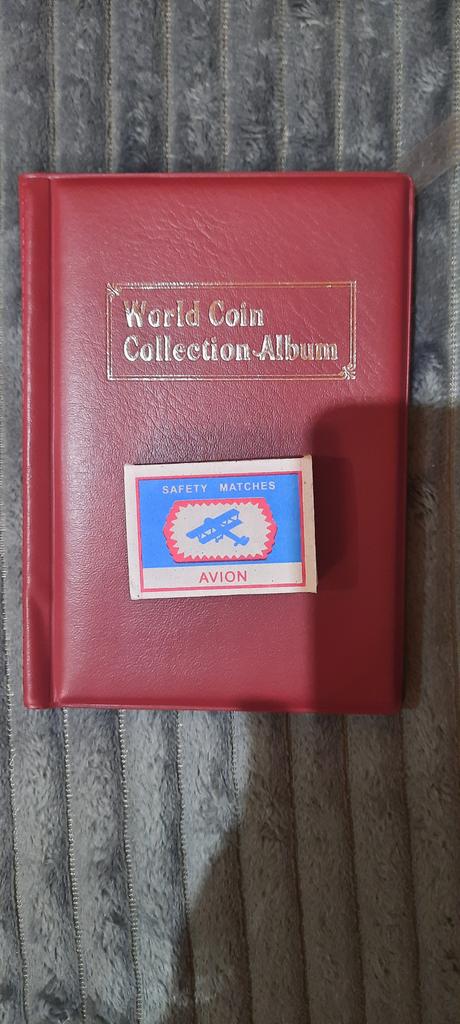 World Coin
Collection Album
SAFETY MATCHES
AVION